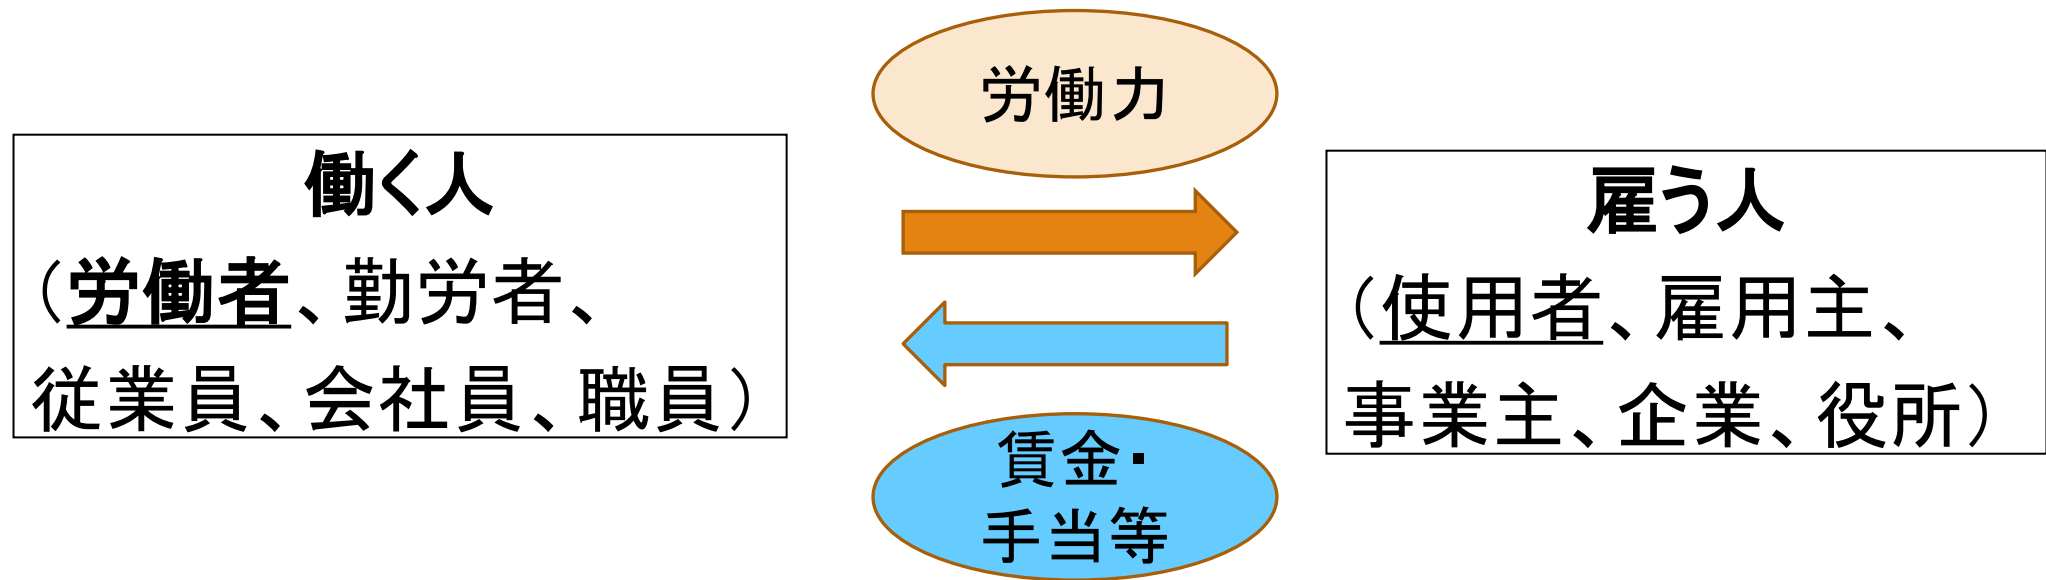 働く人
（労働者、勤労者、
従業員、会社員、職員）
労働力
賃金・
手当等
雇う人
（使用者、雇用主、
事業主、企業、役所）